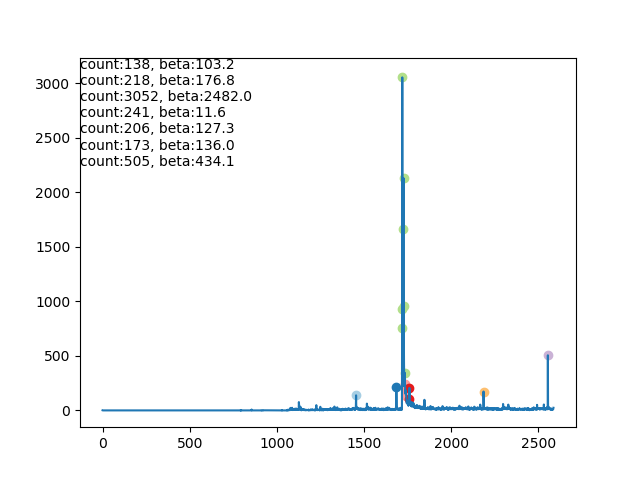 count:138, beta:103.2
count:218, beta:176.8
count:3052, beta:2482.0
count:241, beta:11.6
count:206, beta:127.3
count:173, beta:136.0
count:505, beta:434.1
3000
2500
2000
1500
1000
500
0
0 500 1000 1500 2000 2500